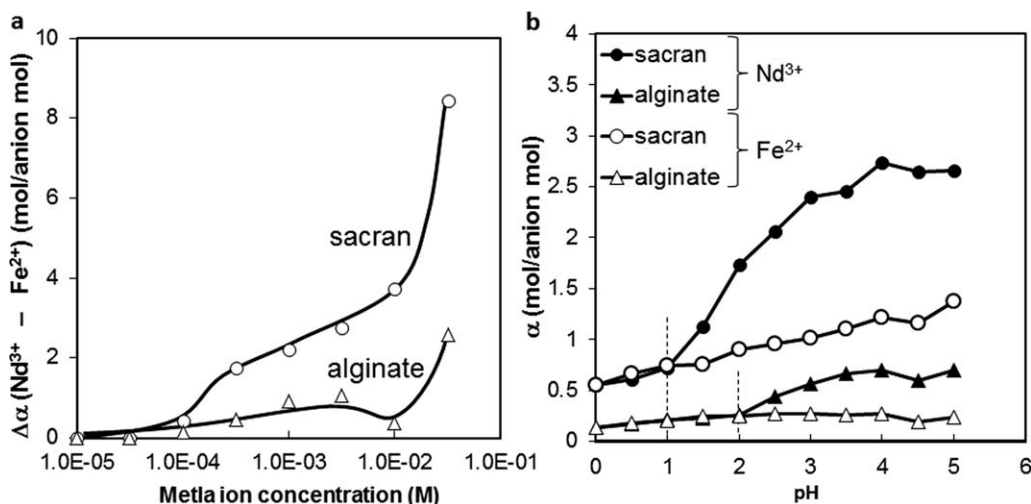 a
Δα (Nd³⁺ − Fe²⁺) (mol/anion mol)
10
8
6
4
2
0
sacran
alginate
1.0E-05
1.0E-04
1.0E-03
1.0E-02
1.0E-01
Metla ion concentration (M)
b
α (mol/anion mol)
4
3.5
3
2.5
2
1.5
1
0.5
0
sacran
alginate
Nd³⁺
sacran
alginate
Fe²⁺
0
1
2
3
4
5
6
pH